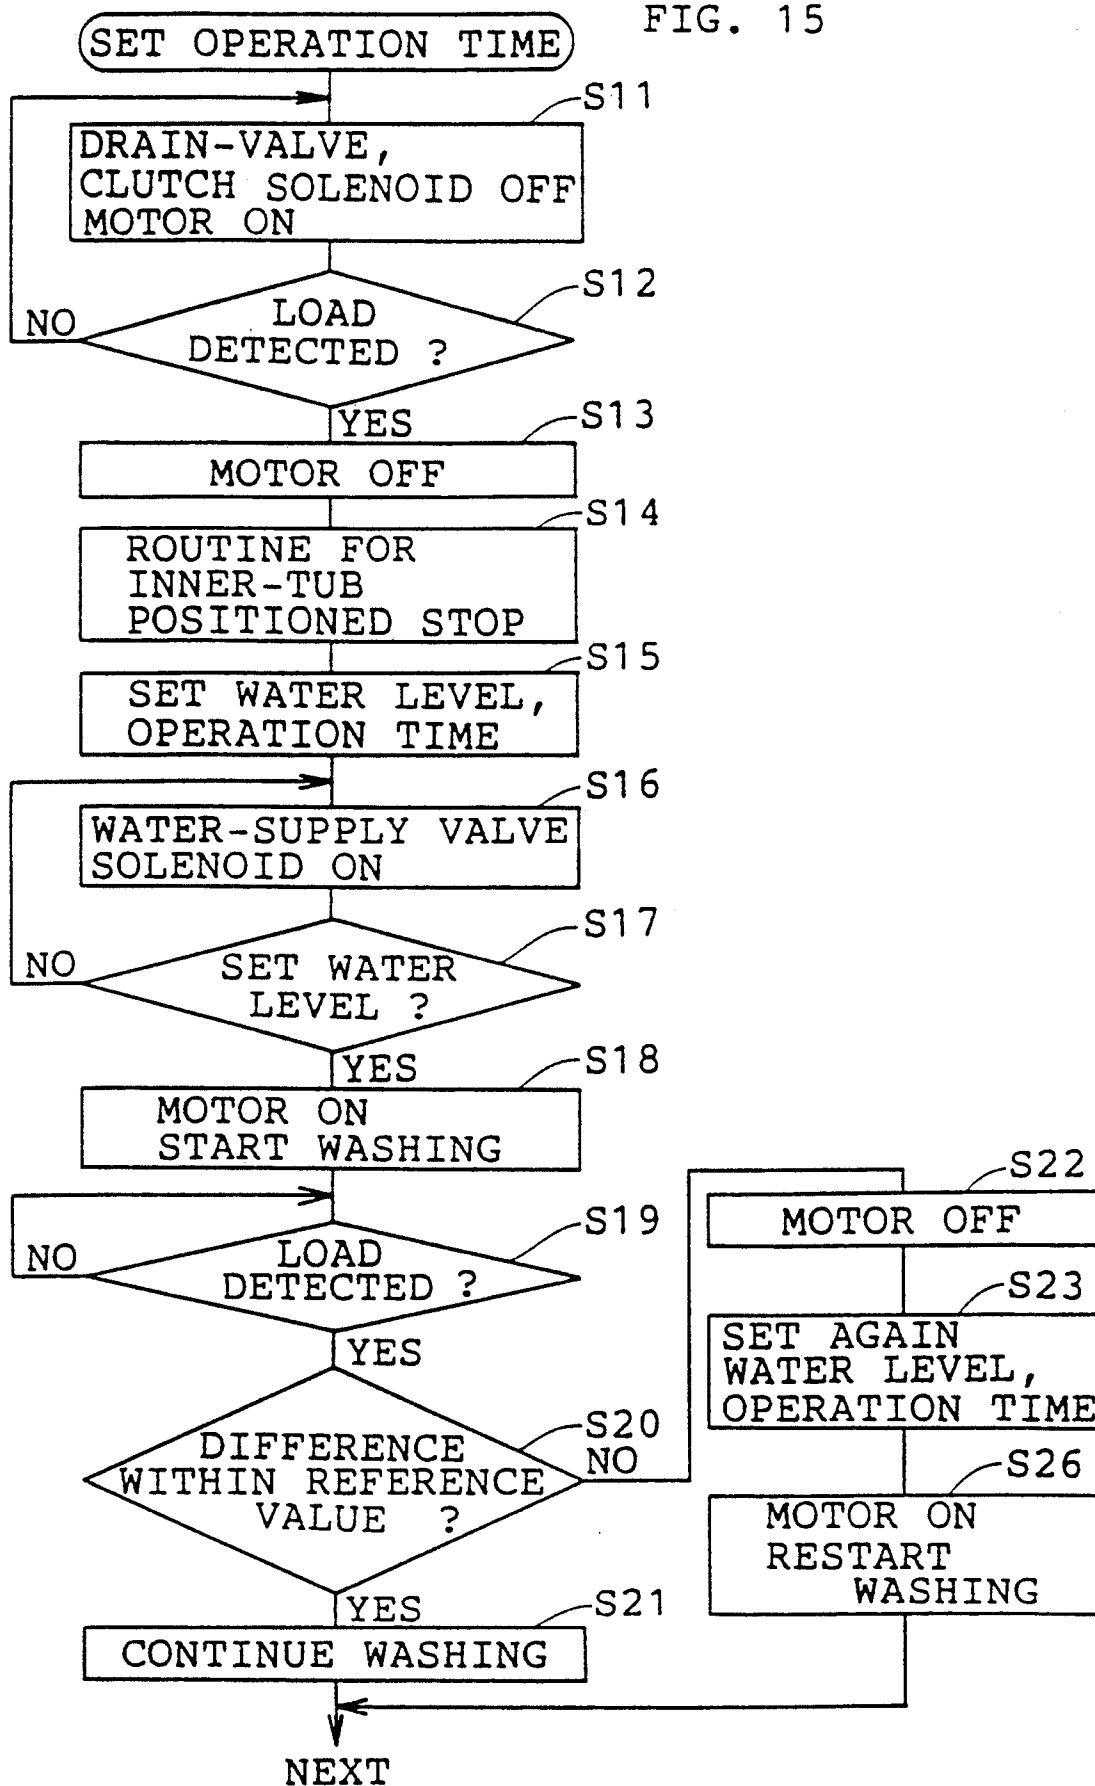 FIG. 15
SET OPERATION TIME
S11
DRAIN-VALVE,
CLUTCH SOLENOID OFF
MOTOR ON
S12
LOAD
DETECTED ?
NO
YES
S13
MOTOR OFF
S14
ROUTINE FOR
INNER-TUB
POSITIONED STOP
S15
SET WATER LEVEL,
OPERATION TIME
S16
WATER-SUPPLY VALVE
SOLENOID ON
S17
SET WATER
LEVEL ?
NO
YES
S18
MOTOR ON
START WASHING
S19
LOAD
DETECTED ?
NO
YES
S20
DIFFERENCE
WITHIN REFERENCE
VALUE ?
NO
YES
S21
CONTINUE WASHING
S22
MOTOR OFF
S23
SET AGAIN
WATER LEVEL,
OPERATION TIME
S26
MOTOR ON
RESTART
WASHING
NEXT